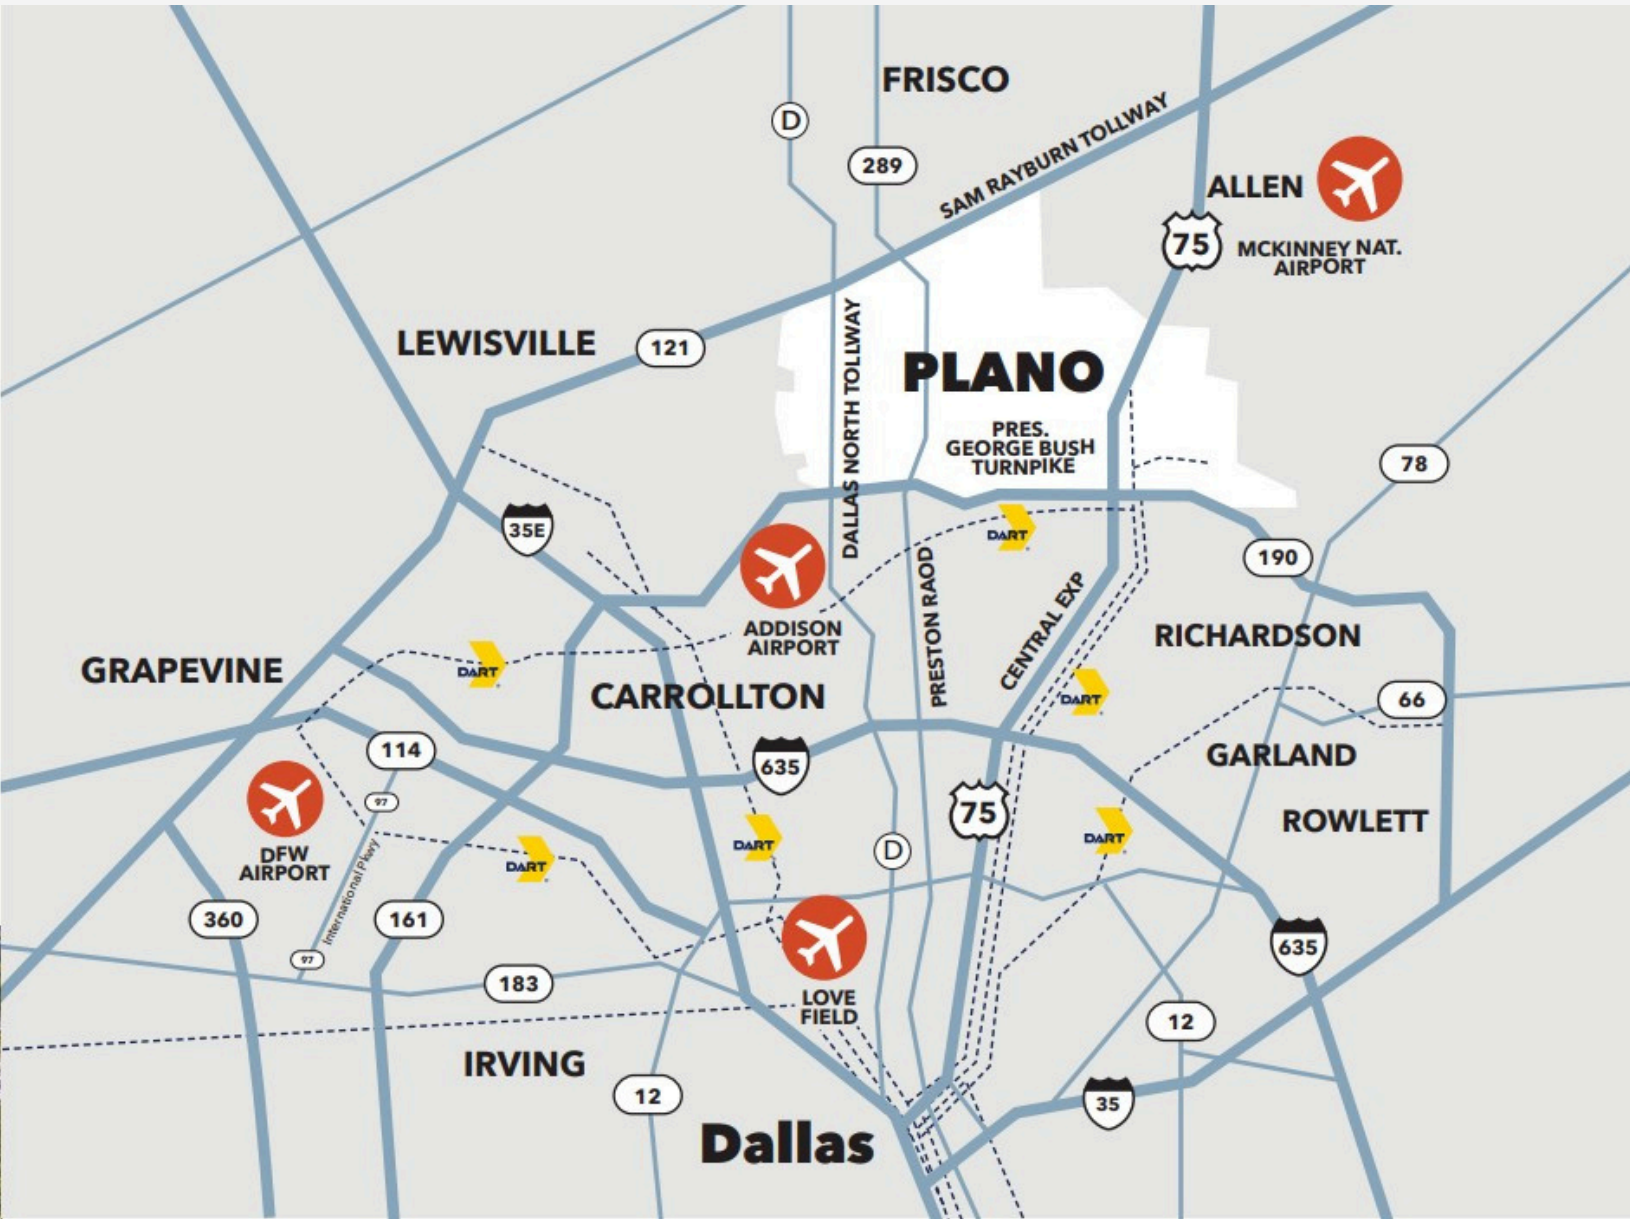 FRISCO
D
289
SAM RAYBURN TOLLWAY
ALLEN
75
MCKINNEY NAT.
AIRPORT
LEWISVILLE
121
DALLAS NORTH TOLLWAY
PLANO
PRES.
GEORGE BUSH
TURNPIKE
78
35E
DART
190
ADDISON
AIRPORT
PRESTON RAOD
CENTRAL EXP
RICHARDSON
GRAPEVINE
DART
CARROLLTON
DART
66
114
635
GARLAND
97
75
ROWLETT
DFW
AIRPORT
International Pkwy
DART
DART
D
DART
360
161
97
183
LOVE
FIELD
635
12
IRVING
12
35
Dallas